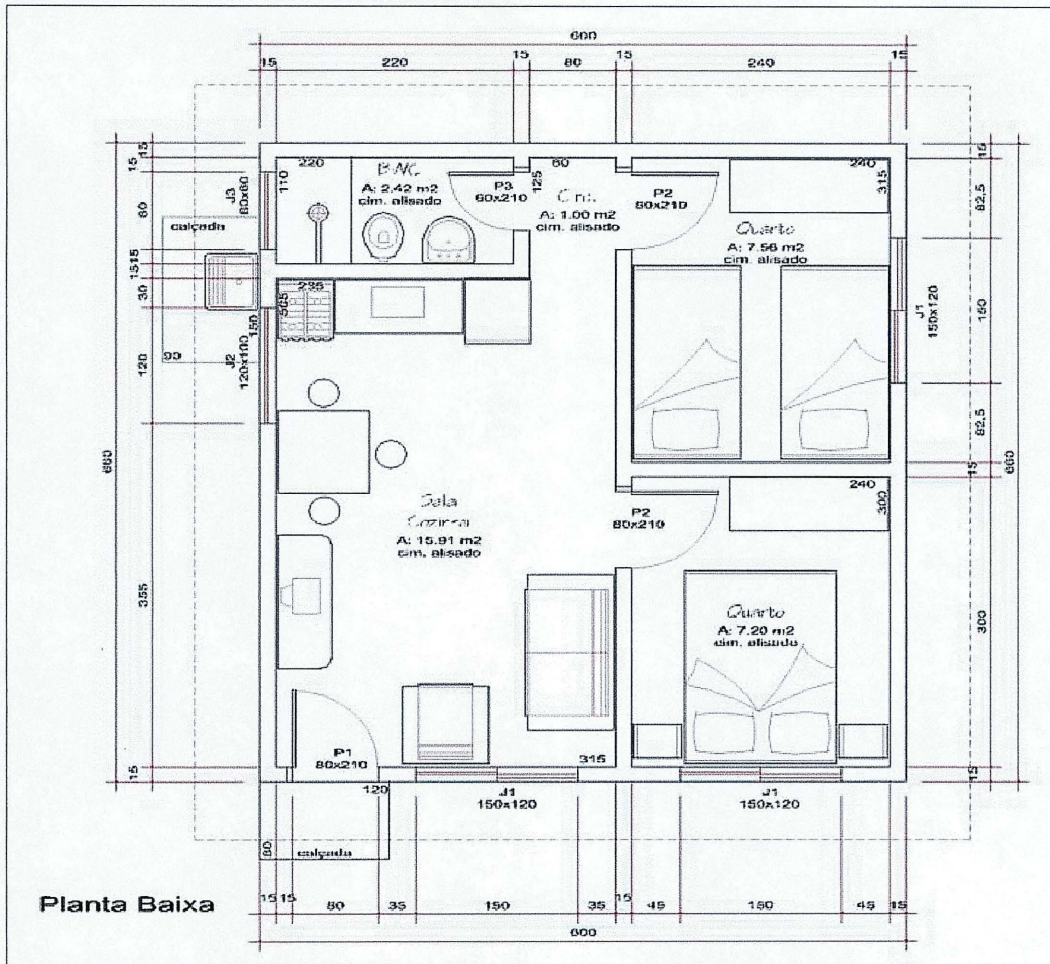 600
15 15 15 15
220 80 240
15
220
BWC
A: 2.42 m2
cim. alisado
110
P3
60x210
125
Circ.
A: 1.00 m2
cim. alisado
P2
80x210
240
315
Quarto
A: 7.56 m2
cim. alisado
15
82,5
150
82,5
15
300
15
660
J1
150x120
15
15
60
15
15
30
120
355
15
660
J3
calçada
90
J2
120x100
150
235
565
Sala
Cozinha
A: 15.91 m2
cim. alisado
P2
80x210
240
300
Quarto
A: 7.20 m2
cim. alisado
P1
80x210
315
120
J1
150x120
J1
150x120
80
calçada
Planta Baixa
15 15 80 35 150 35 15 45 150 45 15
600